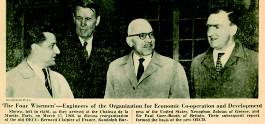 "The Four Wisemen"—Engineers of the Organization for Economic Co-operation and Development
Shown, left to right, as they arrived at the Chateau de la
Muette, Paris, on March 1960, to discuss reorganization
of the old OEEC: Bernard Clappier of France, Randolph Bur-
gess of the United States, Xenophon Zolotas of Greece, and
Sir Paul Gore-Booth of Britain. Their subsequent report
formed the basis of the new OECD.